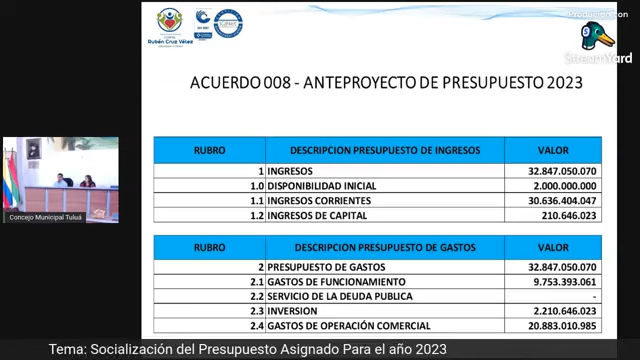 Producido con
StreamYard
Rubén Cruz Vélez
ACUERDO 008 - ANTEPROYECTO DE PRESUPUESTO 2023
RUBRO DESCRIPCION PRESUPUESTO DE INGRESOS VALOR
1 INGRESOS 32.847.050.070
1.0 DISPONIBILIDAD INICIAL 2.000.000.000
1.1 INGRESOS CORRIENTES 30.636.404.047
1.2 INGRESOS DE CAPITAL 210.646.023
RUBRO DESCRIPCION PRESUPUESTO DE GASTOS VALOR
2 PRESUPUESTO DE GASTOS 32.847.050.070
2.1 GASTOS DE FUNCIONAMIENTO 9.753.393.061
2.2 SERVICIO DE LA DEUDA PUBLICA -
2.3 INVERSION 2.210.646.023
2.4 GASTOS DE OPERACIÓN COMERCIAL 20.883.010.985
Concejo Municipal Tuluá
Tema: Socialización del Presupuesto Asignado Para el año 2023